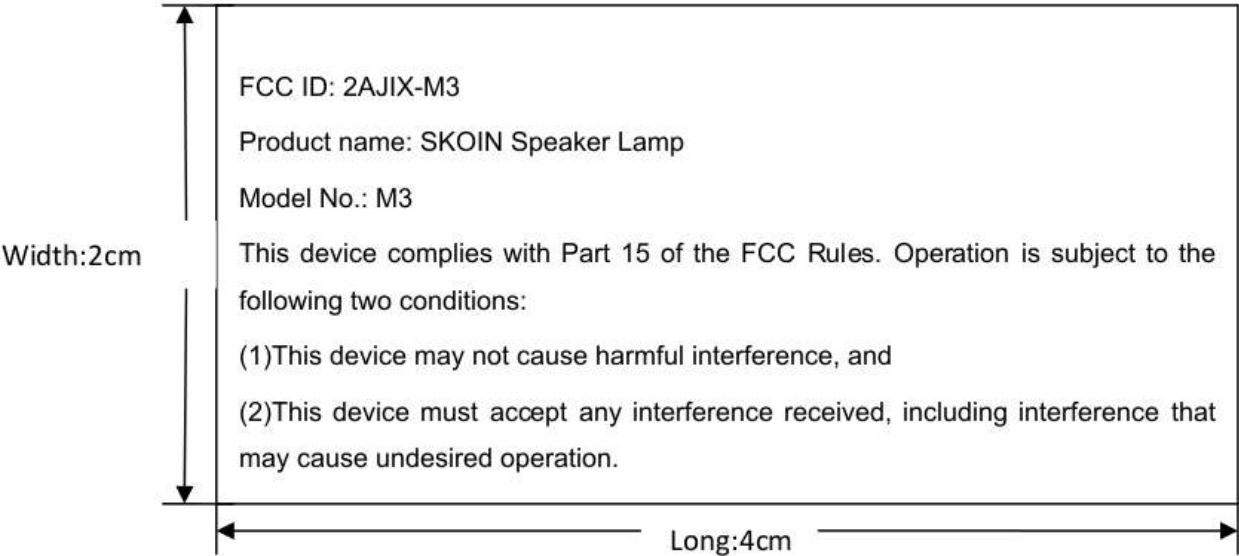 FCC ID: 2AJIX-M3
Product name: SKOIN Speaker Lamp
Model No.: M3
Width:2cm
This device complies with Part 15 of the FCC Rules. Operation is subject to the
following two conditions:
(1)This device may not cause harmful interference, and
(2)This device must accept any interference received, including interference that
may cause undesired operation.
Long:4cm